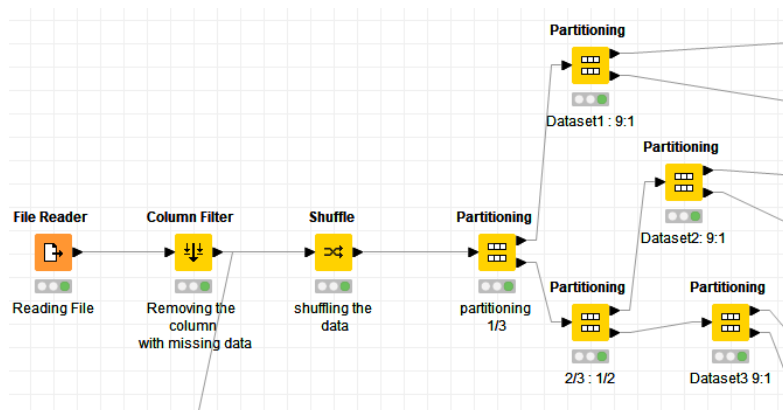 Partitioning
Dataset1 : 9:1
Partitioning
Dataset2: 9:1
File Reader
Reading File
Column Filter
Removing the
column
with missing data
Shuffle
shuffling the
data
Partitioning
partitioning
1/3
Partitioning
2/3 : 1/2
Partitioning
Dataset3 9:1